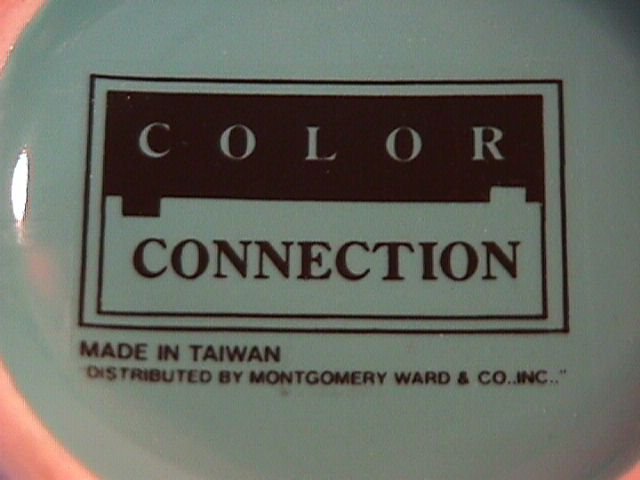 COLOR
CONNECTION
MADE IN TAIWAN
"DISTRIBUTED BY MONTGOMERY WARD & CO..INC.."